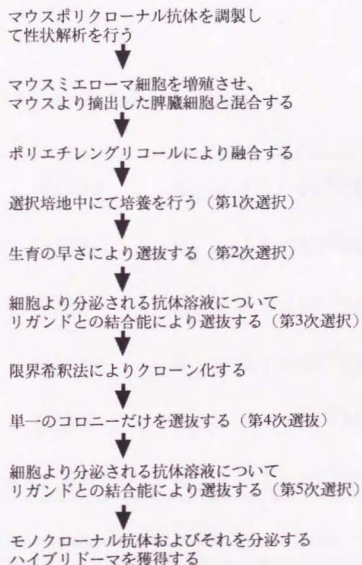 マウスポリクローナル抗体を調製し
て性状解析を行う
マウスミエローマ細胞を増殖させ、
マウスより摘出した脾臓細胞と混合する
ポリエチレングリコールにより融合する
選択培地中にて培養を行う（第1次選択）
生育の早さにより選抜する（第2次選択）
細胞より分泌される抗体溶液について
リガンドとの結合能により選抜する（第3次選択）
限界希釈法によりクローン化する
単一のコロニーだけを選抜する（第4次選抜）
細胞より分泌される抗体溶液について
リガンドとの結合能により選抜する（第5次選択）
モノクローナル抗体およびそれを分泌する
ハイブリドーマを獲得する